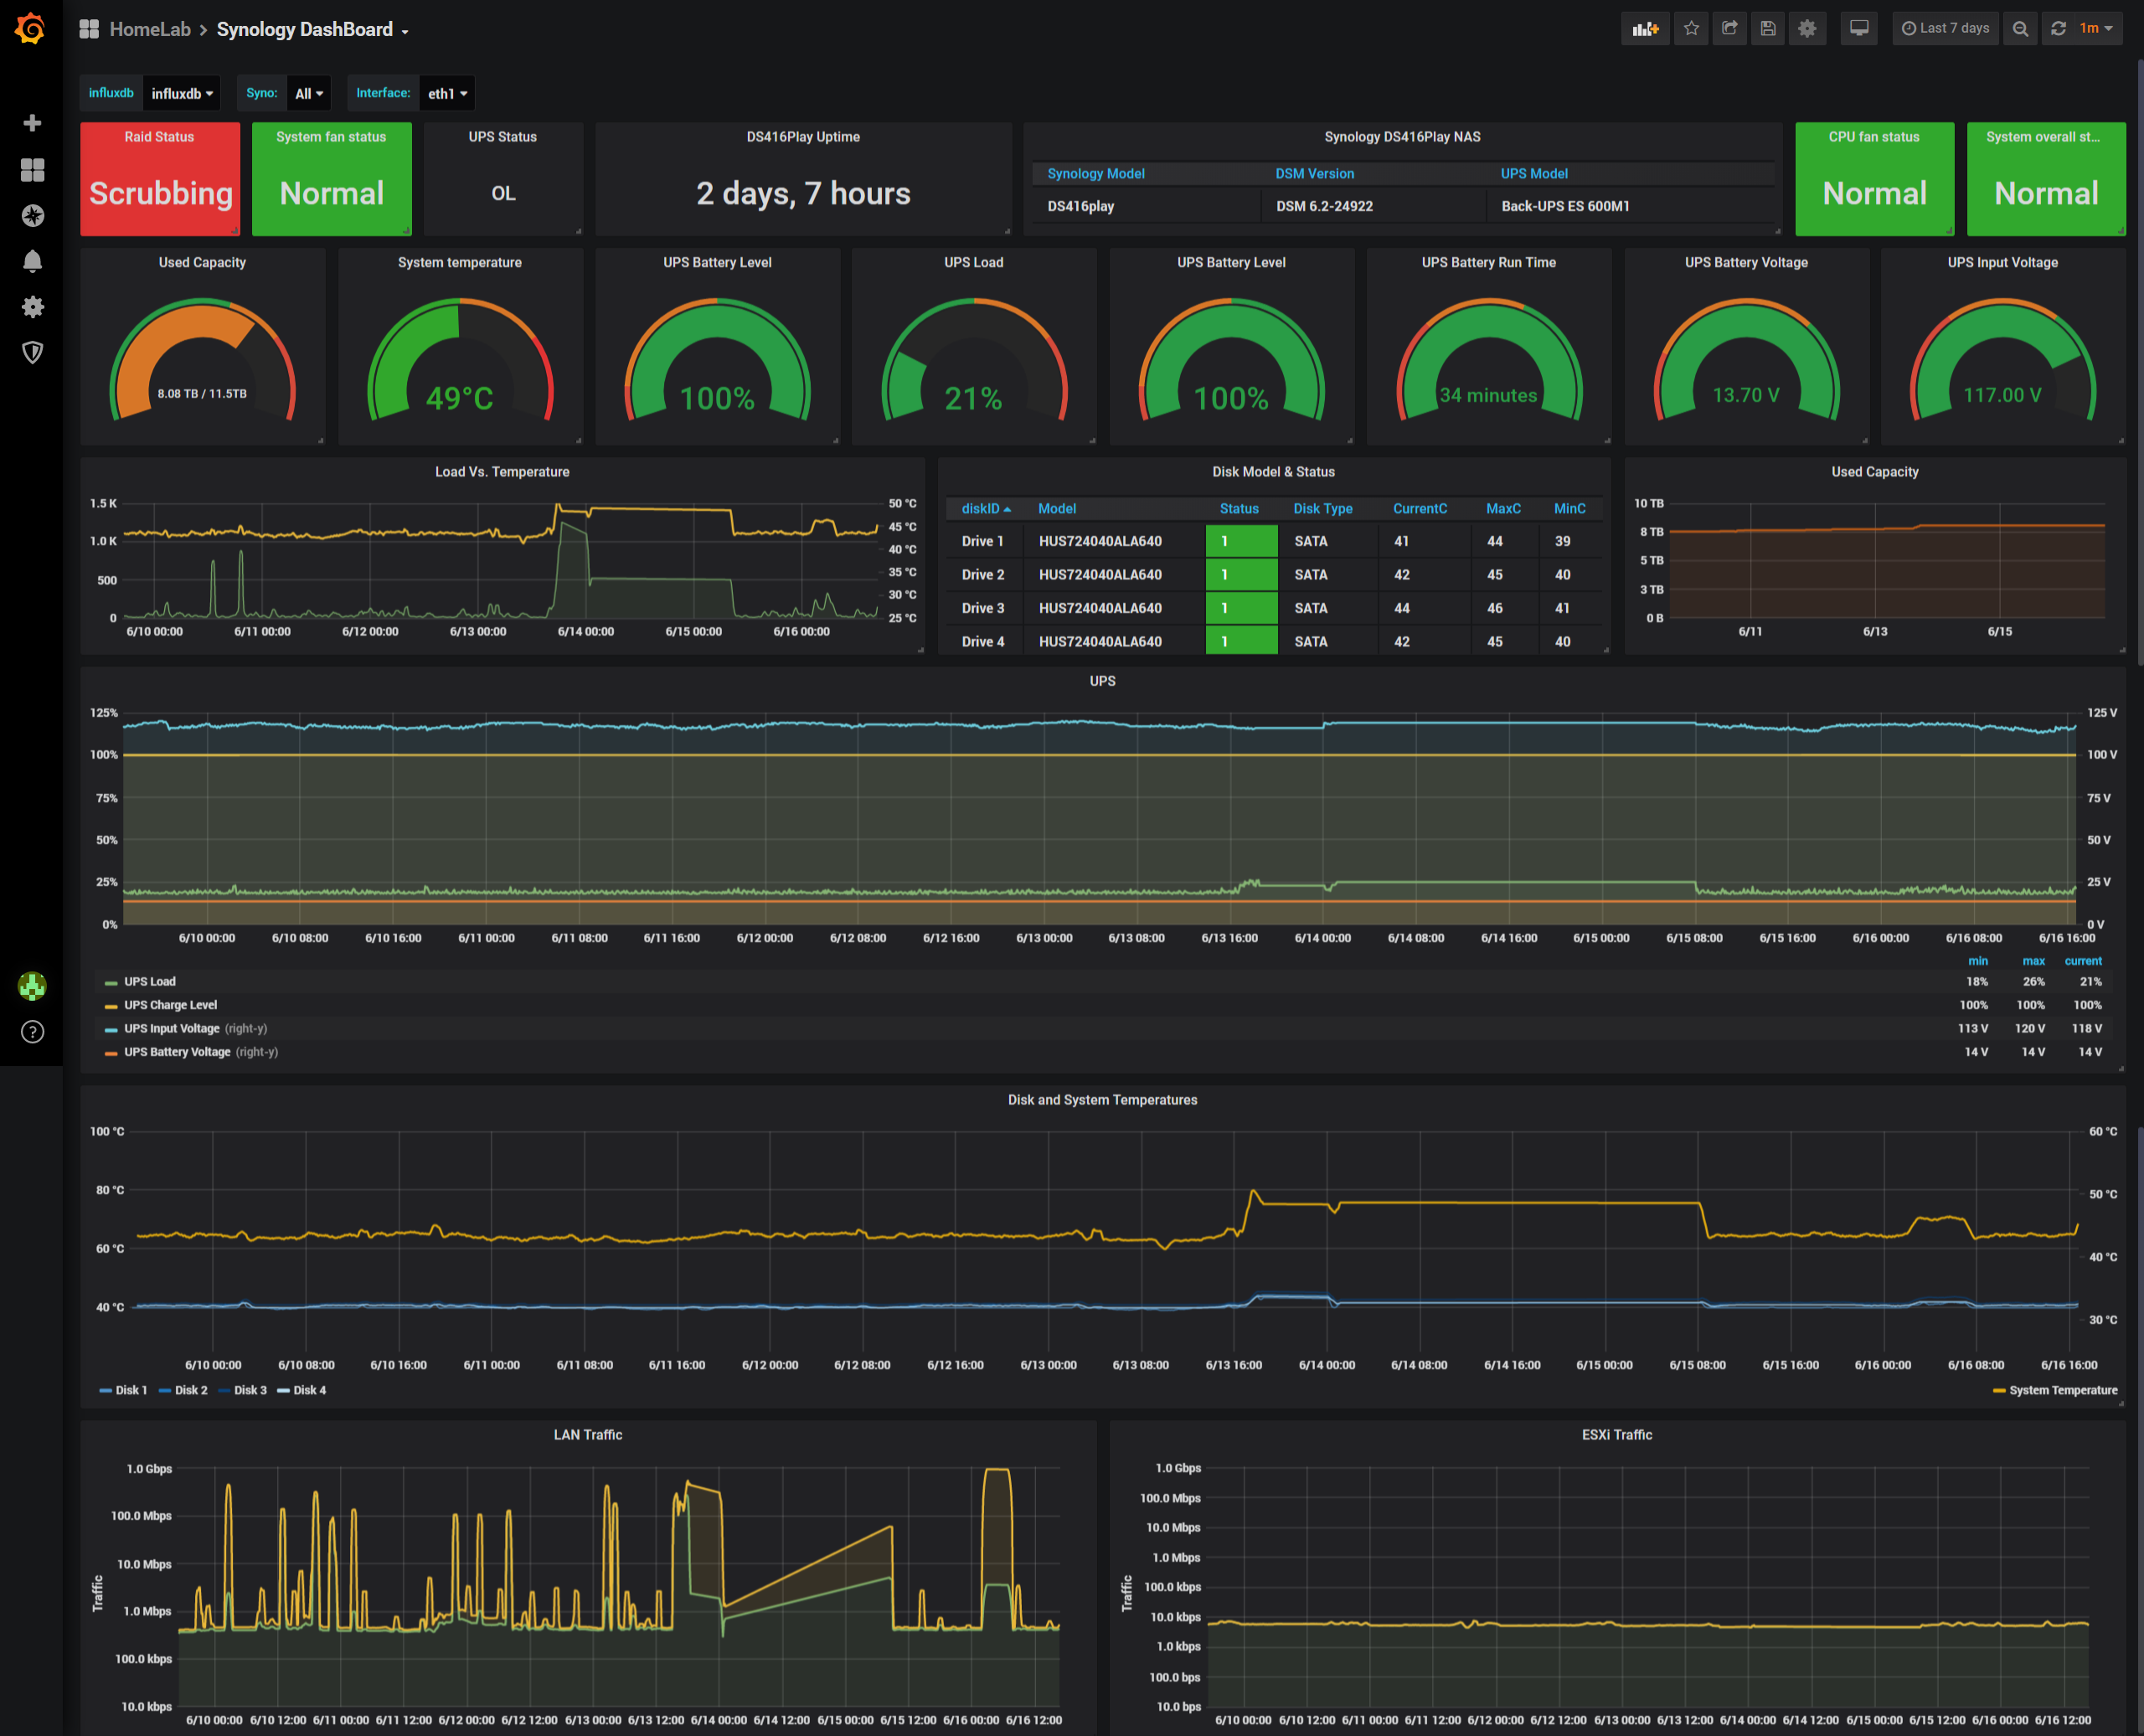 HomeLab > Synology DashBoard
Last 7 days 1m
influxdb influxdb Syno: All Interface: eth1
Raid Status
Scrubbing
System fan status
Normal
UPS Status
OL
DS416Play Uptime
2 days, 7 hours
Synology DS416Play NAS
Synology Model DSM Version UPS Model
DS416play DSM 6.2-24922 Back-UPS ES 600M1
CPU fan status
Normal
System overall st...
Normal
Used Capacity
8.08 TB / 11.5TB
System temperature
49°C
UPS Battery Level
100%
UPS Load
21%
UPS Battery Level
100%
UPS Battery Run Time
34 minutes
UPS Battery Voltage
13.70 V
UPS Input Voltage
117.00 V
Load Vs. Temperature
1.5 K
1.0 K
500
0
50 °C
45 °C
40 °C
35 °C
30 °C
25 °C
6/10 00:00 6/11 00:00 6/12 00:00 6/13 00:00 6/14 00:00 6/15 00:00 6/16 00:00
Disk Model & Status
diskID Model Status Disk Type CurrentC MaxC MinC
Drive 1 HUS724040ALA640 1 SATA 41 44 39
Drive 2 HUS724040ALA640 1 SATA 42 45 40
Drive 3 HUS724040ALA640 1 SATA 44 46 41
Drive 4 HUS724040ALA640 1 SATA 42 45 40
Used Capacity
10 TB
8 TB
5 TB
3 TB
0 B
6/11 6/13 6/15
UPS
125%
100%
75%
50%
25%
0%
125 V
100 V
75 V
50 V
25 V
0 V
6/10 00:00 6/10 08:00 6/10 16:00 6/11 00:00 6/11 08:00 6/11 16:00 6/12 00:00 6/12 08:00 6/12 16:00 6/13 00:00 6/13 08:00 6/13 16:00 6/14 00:00 6/14 08:00 6/14 16:00 6/15 00:00 6/15 08:00 6/15 16:00 6/16 00:00 6/16 08:00 6/16 16:00
min max current
UPS Load 18% 26% 21%
UPS Charge Level 100% 100% 100%
UPS Input Voltage (right-y) 113 V 120 V 118 V
UPS Battery Voltage (right-y) 14 V 14 V 14 V
Disk and System Temperatures
100 °C
80 °C
60 °C
40 °C
60 °C
50 °C
40 °C
30 °C
6/10 00:00 6/10 08:00 6/10 16:00 6/11 00:00 6/11 08:00 6/11 16:00 6/12 00:00 6/12 08:00 6/12 16:00 6/13 00:00 6/13 08:00 6/13 16:00 6/14 00:00 6/14 08:00 6/14 16:00 6/15 00:00 6/15 08:00 6/15 16:00 6/16 00:00 6/16 08:00 6/16 16:00
Disk 1 Disk 2 Disk 3 Disk 4 System Temperature
LAN Traffic
Traffic
1.0 Gbps
100.0 Mbps
10.0 Mbps
1.0 Mbps
100.0 kbps
10.0 kbps
6/10 00:00 6/10 12:00 6/11 00:00 6/11 12:00 6/12 00:00 6/12 12:00 6/13 00:00 6/13 12:00 6/14 00:00 6/14 12:00 6/15 00:00 6/15 12:00 6/16 00:00 6/16 12:00
ESXi Traffic
Traffic
1.0 Gbps
100.0 Mbps
10.0 Mbps
1.0 Mbps
100.0 kbps
10.0 kbps
1.0 kbps
100.0 bps
10.0 bps
6/10 00:00 6/10 12:00 6/11 00:00 6/11 12:00 6/12 00:00 6/12 12:00 6/13 00:00 6/13 12:00 6/14 00:00 6/14 12:00 6/15 00:00 6/15 12:00 6/16 00:00 6/16 12:00